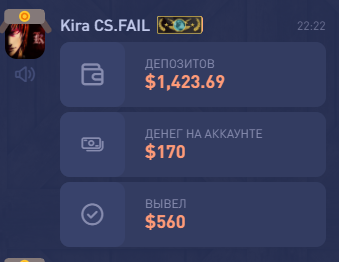 Kira CS.FAIL
22:22
ДЕПОЗИТОВ
$1,423.69
ДЕНЕГ НА АККАУНТЕ
$170
ВЫВЕЛ
$560